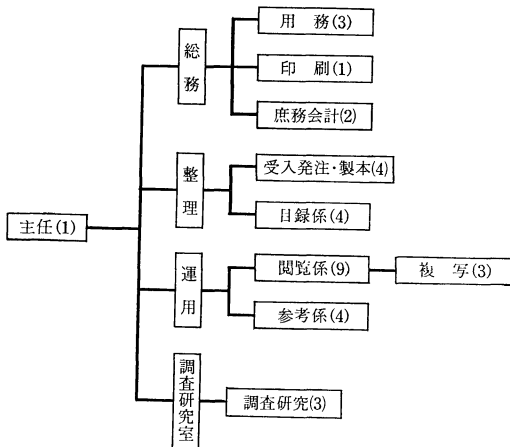 主任(1)
総務
用務(3)
印刷(1)
庶務会計(2)
整理
受入発注・製本(4)
目録係(4)
運用
閲覧係(9)
複写(3)
参考係(4)
調査研究室
調査研究(3)